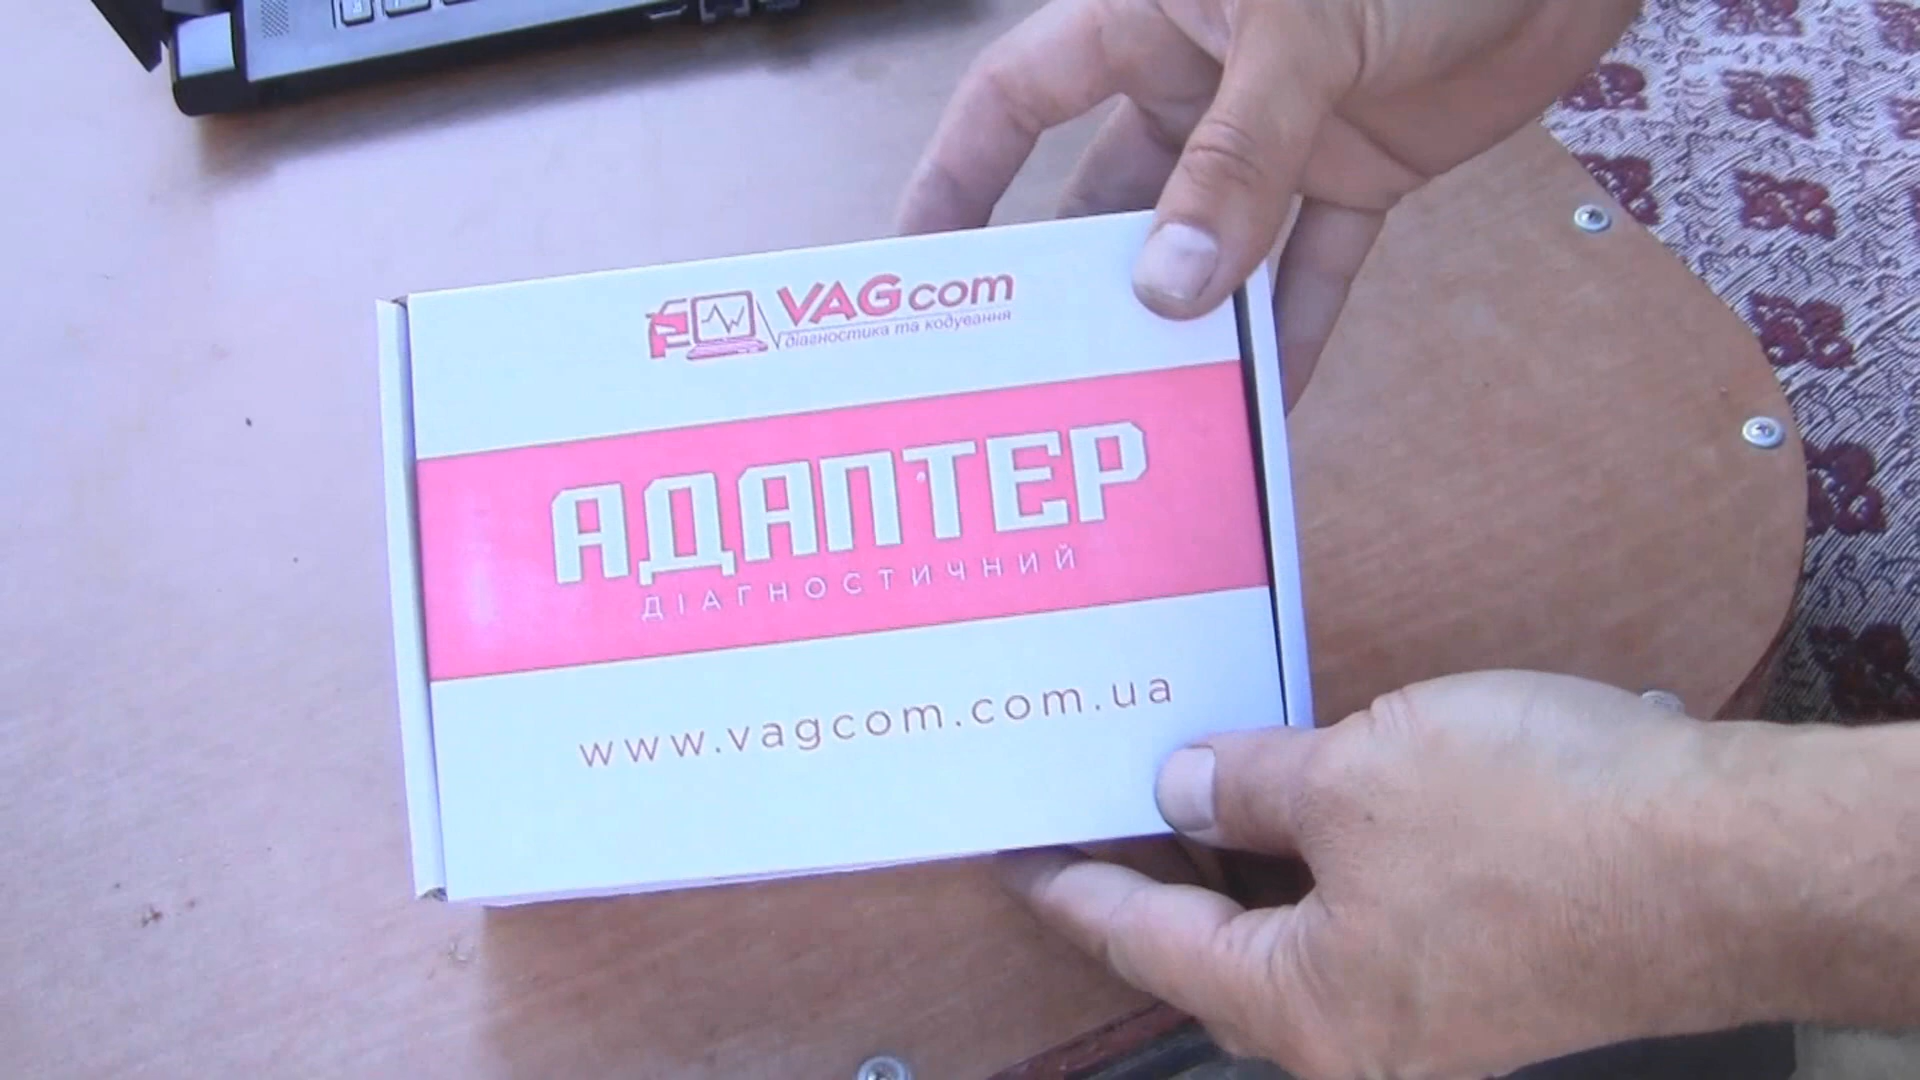 VAGcom
діагностика та кодування
АДАПТЕР
ДІАГНОСТИЧНИЙ
www.vagcom.com.ua